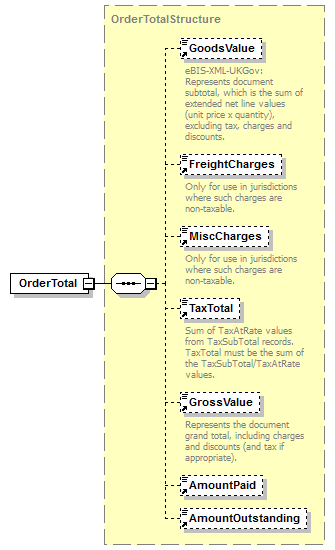 OrderTotalStructure
GoodsValue
eBIS-XML-UKGov:
Represents document
subtotal, which is the sum of
extended net line values
(unit price x quantity),
excluding tax, charges and
discounts.
FreightCharges
Only for use in jurisdictions
where such charges are
non-taxable.
MiscCharges
Only for use in jurisdictions
where such charges are
non-taxable.
OrderTotal
TaxTotal
Sum of TaxAtRate values
from TaxSubTotal records.
TaxTotal must be the sum of
the TaxSubTotal/TaxAtRate
values.
GrossValue
Represents the document
grand total, including charges
and discounts (and tax if
appropriate).
AmountPaid
AmountOutstanding